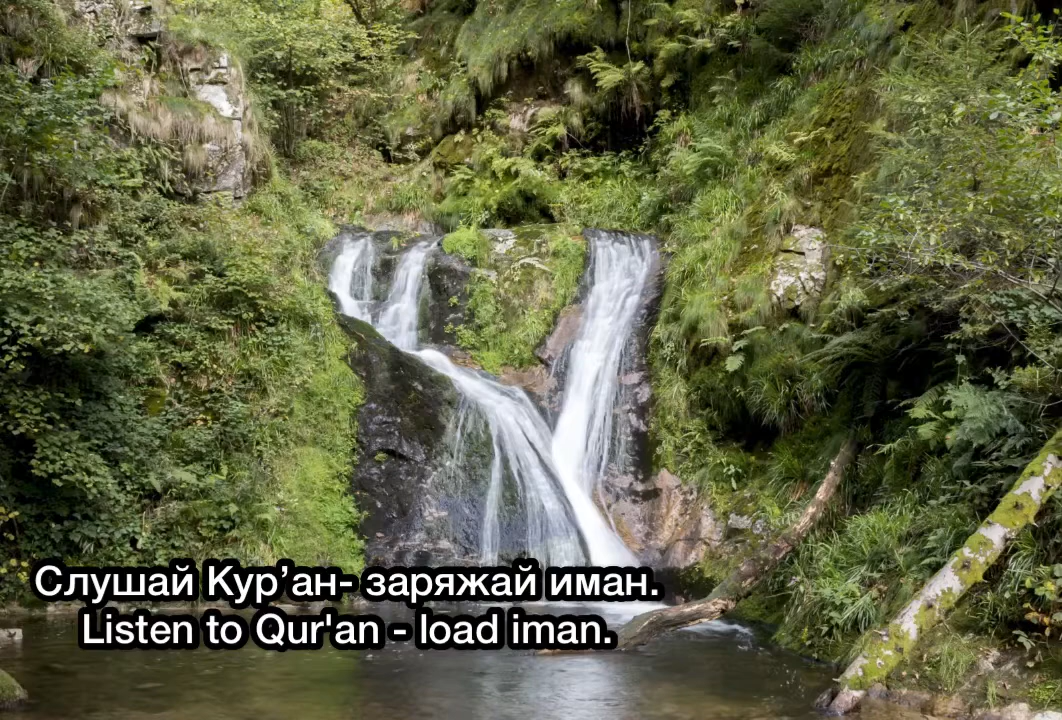 Слушай Кур’ан- заряжай иман.
Listen to Qur'an - load iman.